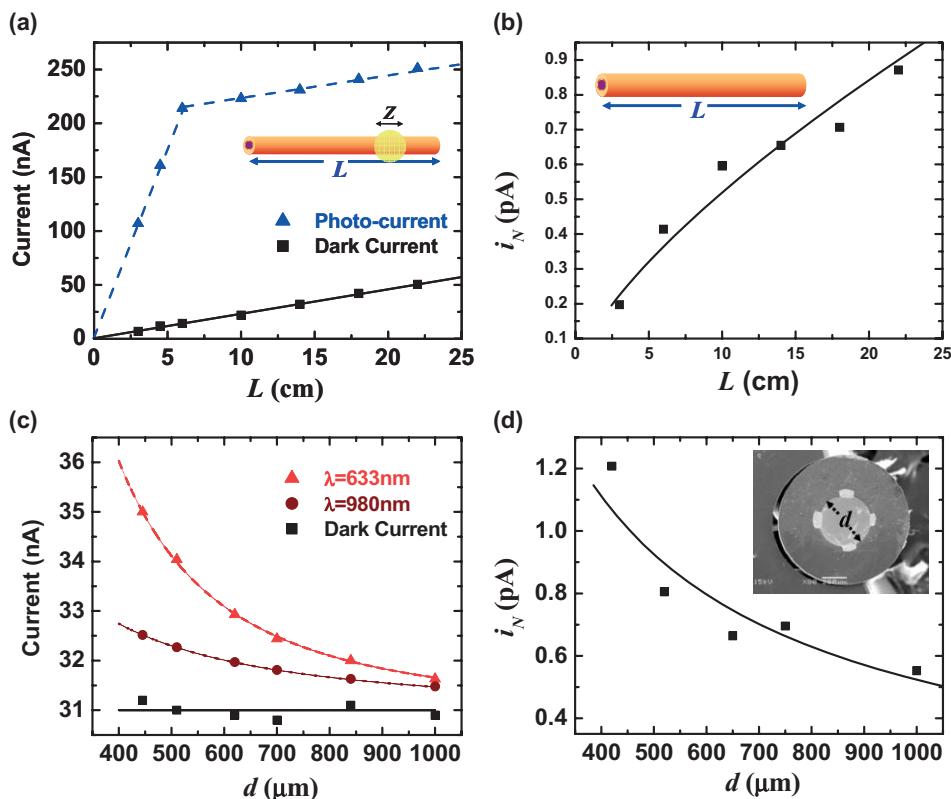 (a)
Current (nA)
250
200
150
100
50
0
0 5 10 15 20 25
L (cm)
z
L
Photo-current
Dark Current
(b)
i_N (pA)
0.9
0.8
0.7
0.6
0.5
0.4
0.3
0.2
0.1
0 5 10 15 20 25
L (cm)
L
(c)
Current (nA)
36
35
34
33
32
31
400 500 600 700 800 900 1000
d (μm)
λ=633nm
λ=980nm
Dark Current
(d)
i_N (pA)
1.2
1.0
0.8
0.6
0.4
400 500 600 700 800 900 1000
d (μm)
d
15kV X80